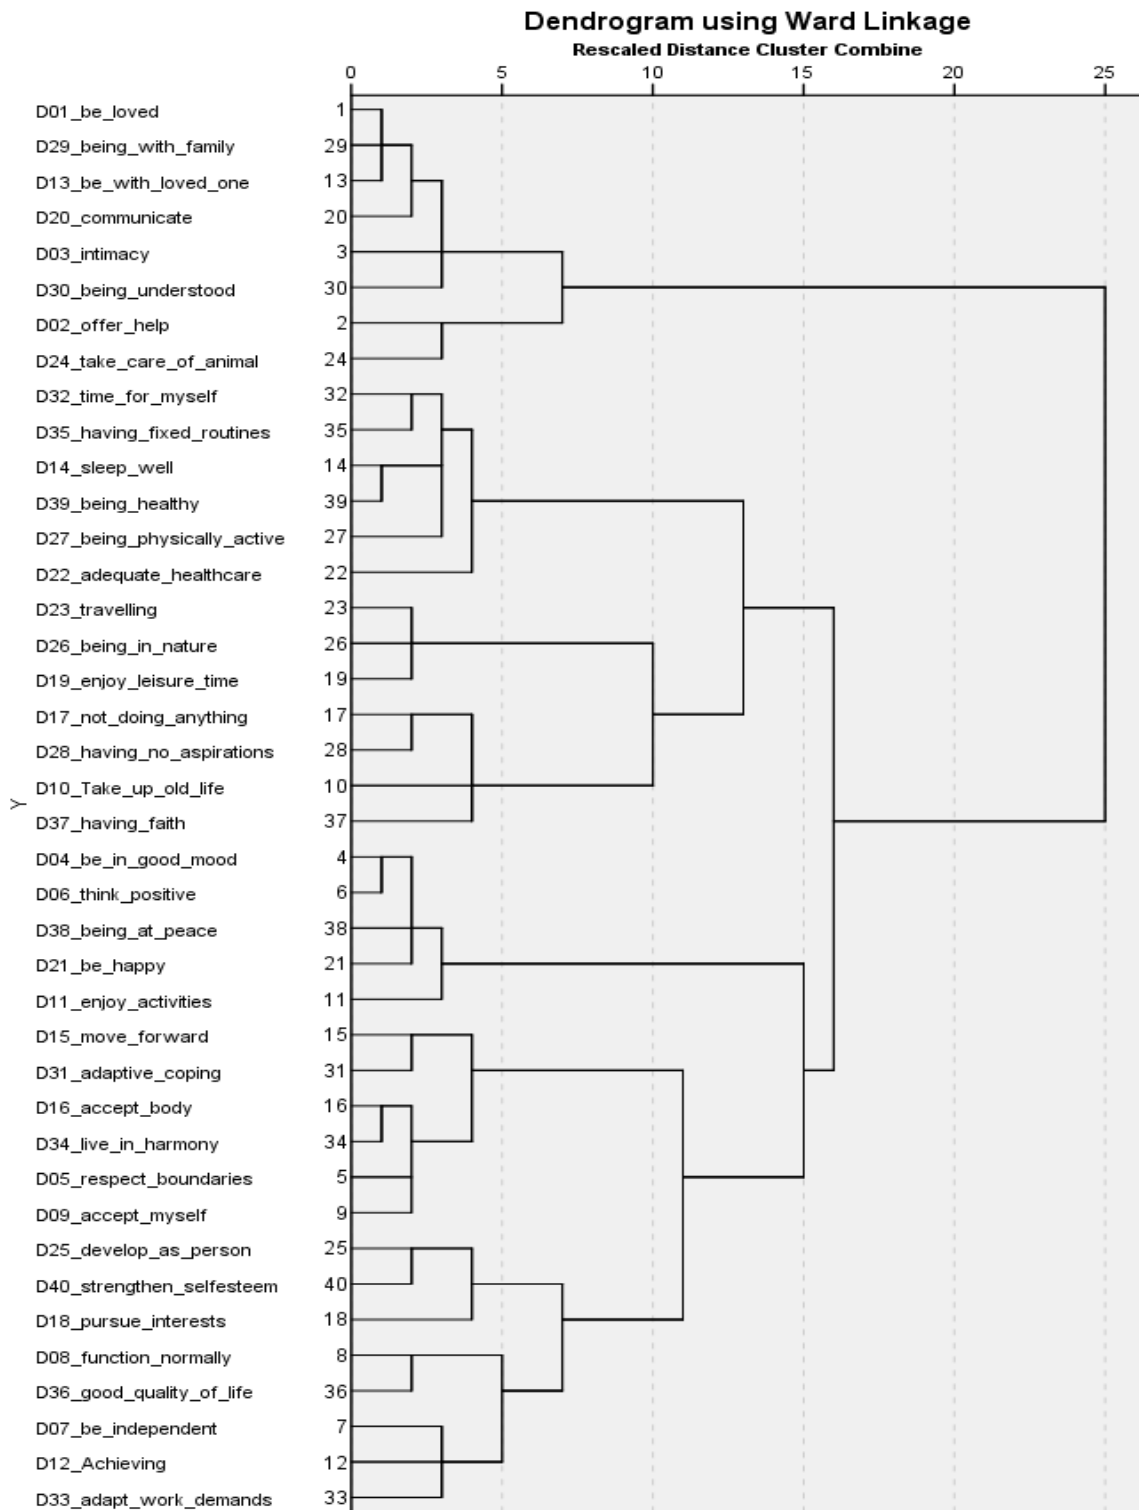 Dendrogram using Ward Linkage
Rescaled Distance Cluster Combine
0 5 10 15 20 25
D01_be_loved 1
D29_being_with_family 29
D13_be_with_loved_one 13
D20_communicate 20
D03_intimacy 3
D30_being_understood 30
D02_offer_help 2
D24_take_care_of_animal 24
D32_time_for_myself 32
D35_having_fixed_routines 35
D14_sleep_well 14
D39_being_healthy 39
D27_being_physically_active 27
D22_adequate_healthcare 22
D23_travelling 23
D26_being_in_nature 26
D19_enjoy_leisure_time 19
D17_not_doing_anything 17
D28_having_no_aspirations 28
D10_Take_up_old_life 10
Y
D37_having_faith 37
D04_be_in_good_mood 4
D06_think_positive 6
D38_being_at_peace 38
D21_be_happy 21
D11_enjoy_activities 11
D15_move_forward 15
D31_adaptive_coping 31
D16_accept_body 16
D34_live_in_harmony 34
D05_respect_boundaries 5
D09_accept_myself 9
D25_develop_as_person 25
D40_strengthen_selfesteem 40
D18_pursue_interests 18
D08_function_normally 8
D36_good_quality_of_life 36
D07_be_independent 7
D12_Achieving 12
D33_adapt_work_demands 33